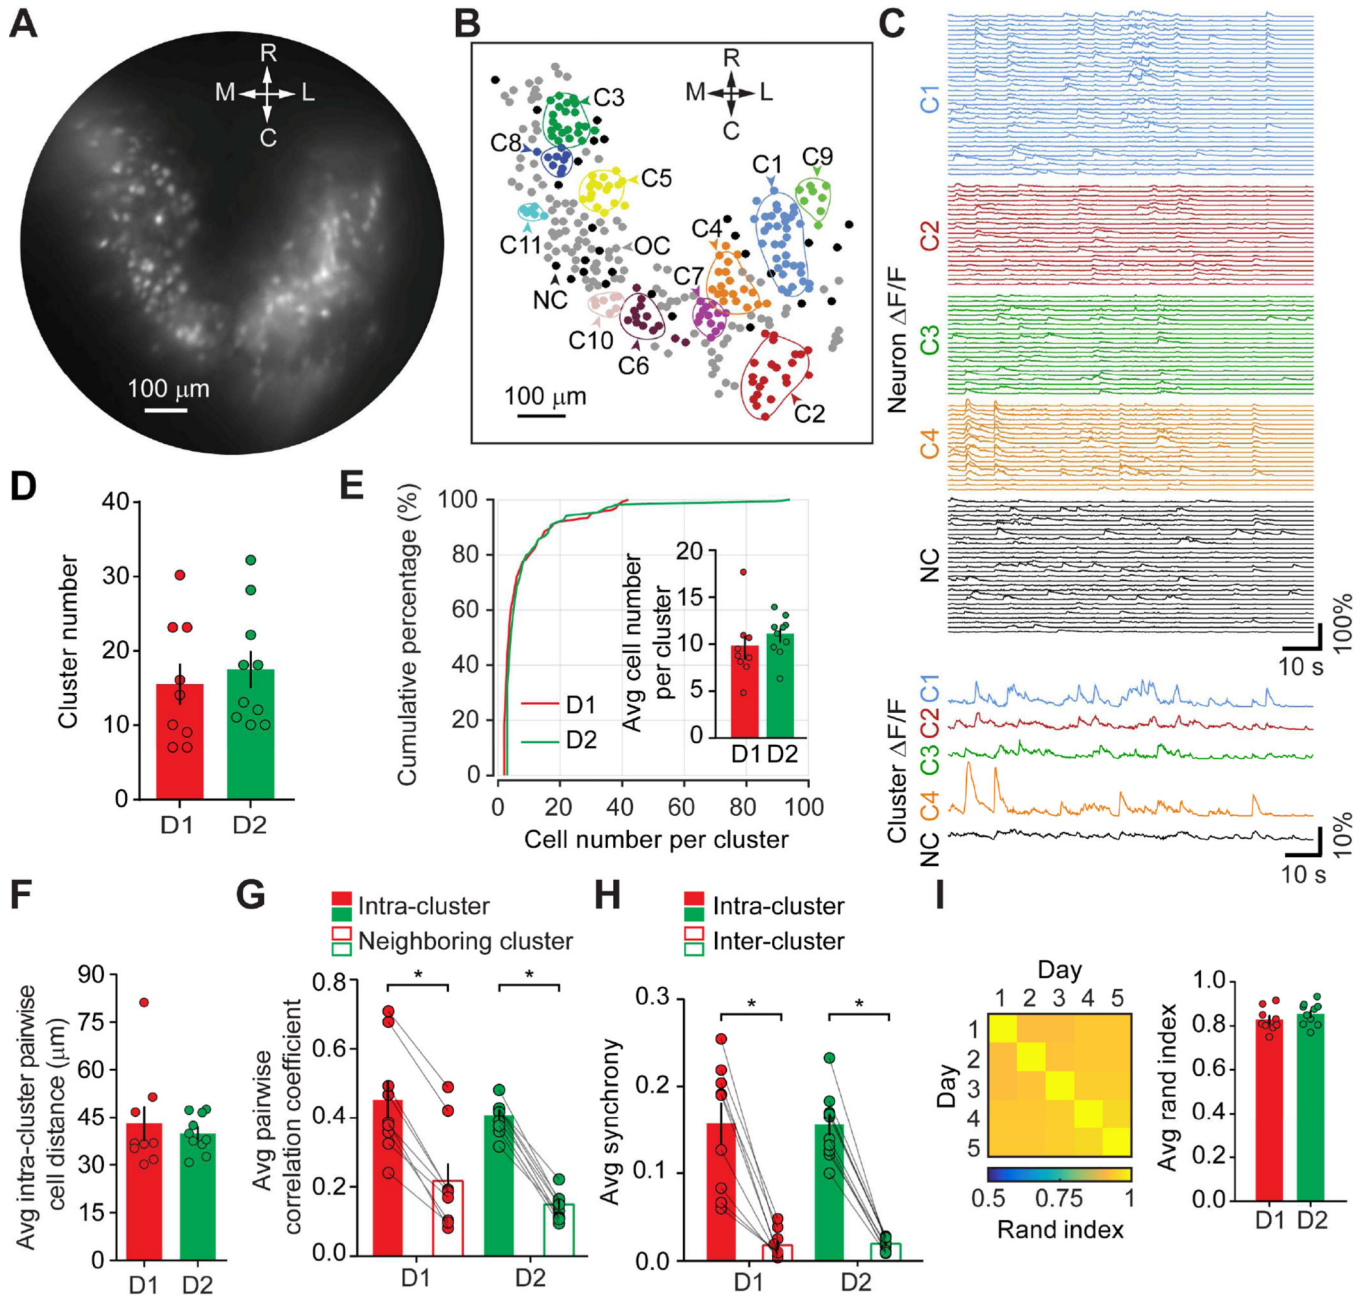 A
R
M L
C
100 μm
B
R
M L
C
C3
C8
C5
C11
OC
NC
C10
C6
C1
C9
C4
C7
C2
100 μm
C
Neuron ΔF/F
C1
C2
C3
C4
NC
100%
10 s
Cluster ΔF/F
C1
C2
C3
C4
NC
10%
10 s
D
Cluster number
40
30
20
10
0
D1 D2
E
Cumulative percentage (%)
100
80
60
40
20
0
0 20 40 60 80 100
Cell number per cluster
D1
D2
Avg cell number
per cluster
20
15
10
5
0
D1 D2
F
Avg intra-cluster pairwise
cell distance (μm)
90
75
60
45
30
15
0
D1 D2
G
Intra-cluster
Neighboring cluster
Avg pairwise
correlation coefficient
0.8
0.6
0.4
0.2
0.0
* *
D1 D2
H
Intra-cluster
Inter-cluster
Avg synchrony
0.3
0.2
0.1
0.0
* *
D1 D2
I
Day
1 2 3 4 5
Day
1
2
3
4
5
0.5 0.75 1
Rand index
Avg rand index
1.0
0.8
0.6
0.4
0.2
0.0
D1 D2